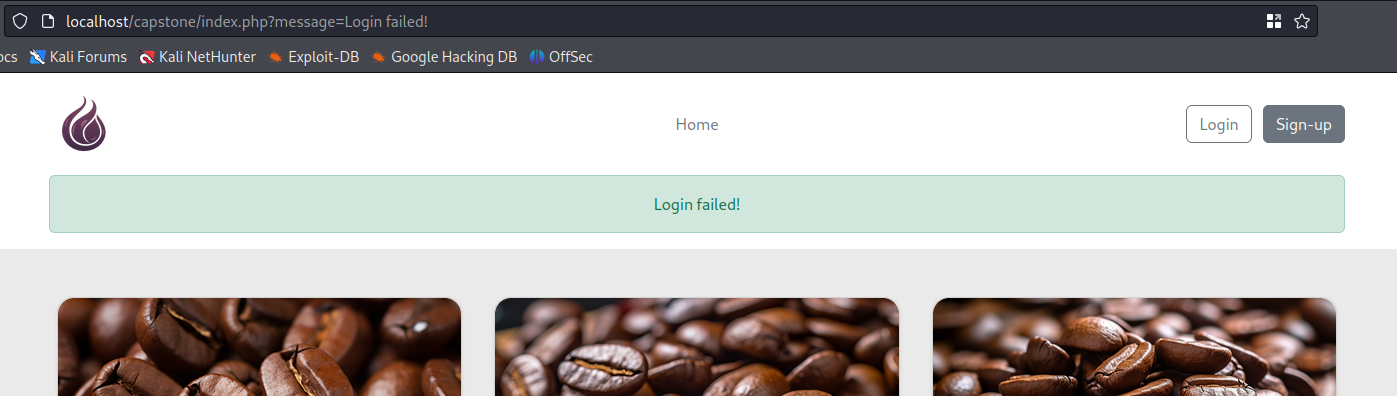 localhost/capstone/index.php?message=Login failed!
ocs Kali Forums Kali NetHunter Exploit-DB Google Hacking DB OffSec
Home Login Sign-up
Login failed!